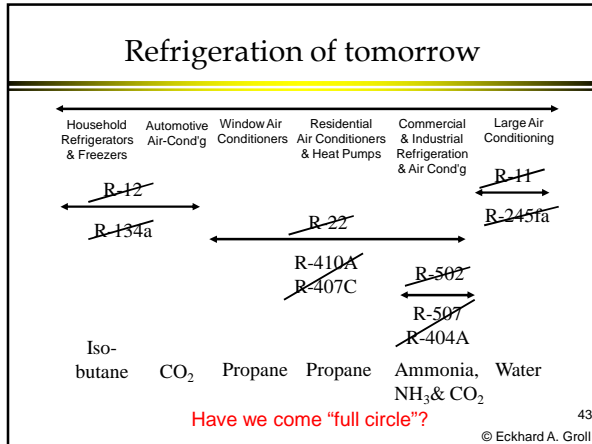 Refrigeration of tomorrow
Household
Refrigerators
& Freezers
Automotive
Air-Cond'g
Window Air
Conditioners
Residential
Air Conditioners
& Heat Pumps
Commercial
& Industrial
Refrigeration
& Air Cond'g
Large Air
Conditioning
R-12
R-134a
R-22
R-410A
R-407C
R-502
R-507
R-404A
R-11
R-245fa
Iso-
butane
CO₂
Propane
Propane
Ammonia,
NH₃& CO₂
Water
Have we come “full circle”?
43
© Eckhard A. Groll